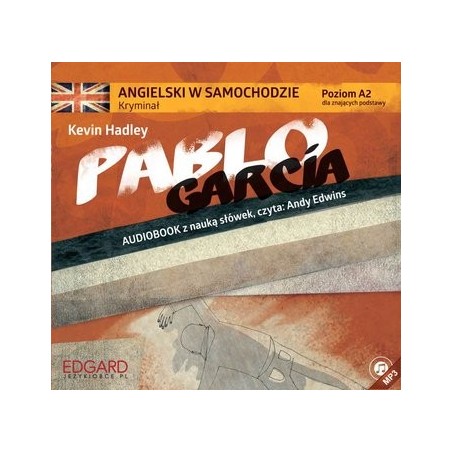 ANGIELSKI W SAMOCHODZIE
Kryminał
Poziom A2
dla znających podstawy
Kevin Hadley
PABLO
GARCÍA
AUDIOBOOK z nauką słówek, czyta: Andy Edwins
EDGARD
JEZYKIOBCE.PL
MP3